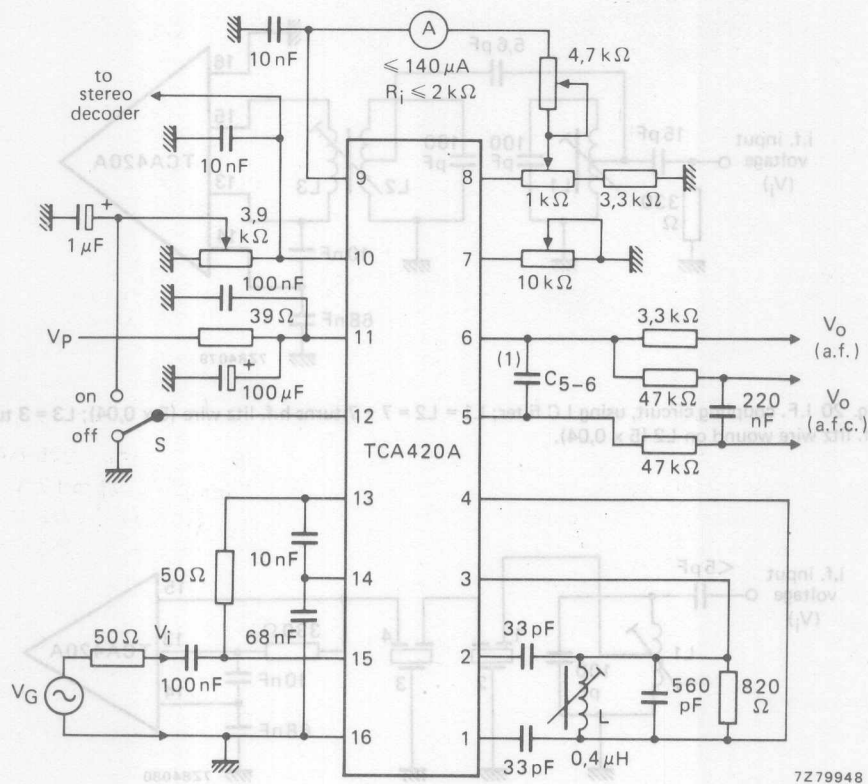 10 nF
A
≤ 140 μA
Rᵢ ≤ 2 kΩ
4,7 kΩ
to
stereo
decoder
10 nF
9
8
1 kΩ
3,3 kΩ
+
1 μF
3,9
kΩ
10
7
10 kΩ
100 nF
39 Ω
V_P
11
6
3,3 kΩ
V_O
(a.f.)
+
100 μF
(1)
C₅₋₆
47 kΩ
220
nF
V_O
(a.f.c.)
on
off
S
12
5
47 kΩ
TCA420A
13
4
50 Ω
10 nF
14
3
68 nF
50 Ω
Vᵢ
100 nF
15
2
33 pF
V_G
L
0,4 μH
560
pF
820
Ω
16
1
33 pF
7Z79948